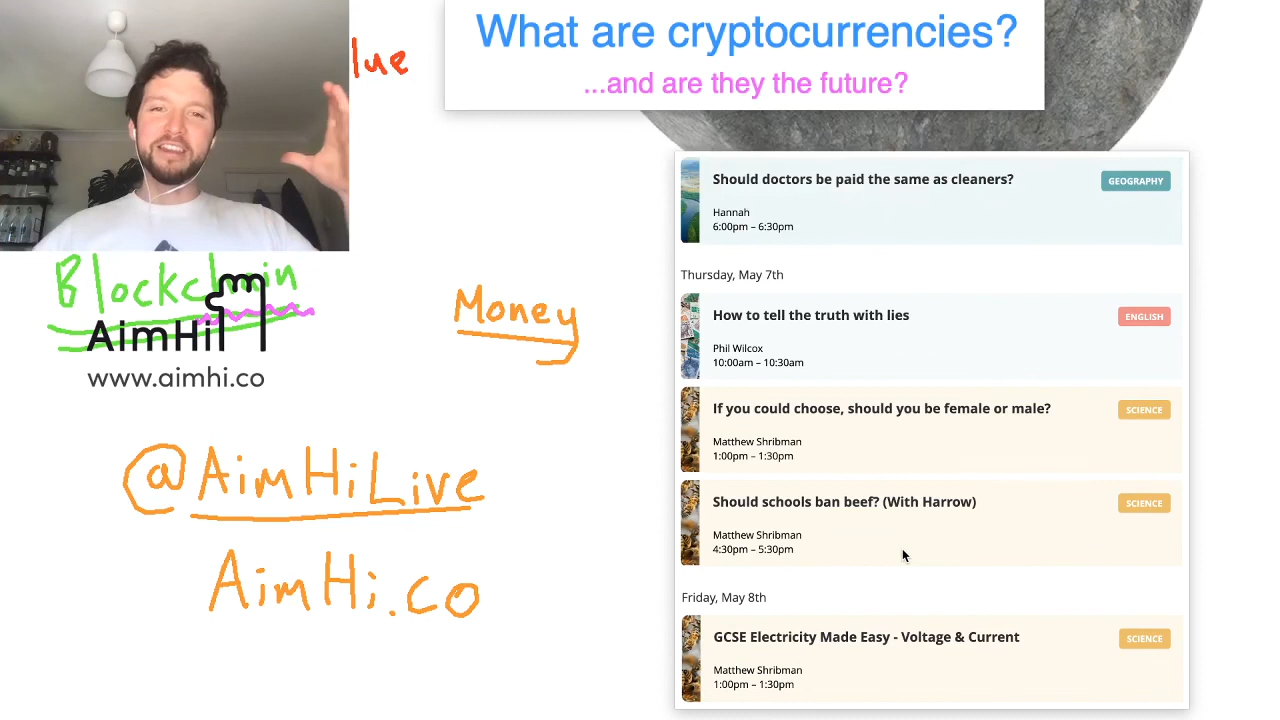 What are cryptocurrencies?
...and are they the future?
lue
Blockchain
AimHi
www.aimhi.co
Money
@AimHiLive
AimHi.co
Should doctors be paid the same as cleaners?
GEOGRAPHY
Hannah
6:00pm – 6:30pm
Thursday, May 7th
How to tell the truth with lies
ENGLISH
Phil Wilcox
10:00am – 10:30am
If you could choose, should you be female or male?
SCIENCE
Matthew Shribman
1:00pm – 1:30pm
Should schools ban beef? (With Harrow)
SCIENCE
Matthew Shribman
4:30pm – 5:30pm
Friday, May 8th
GCSE Electricity Made Easy - Voltage & Current
SCIENCE
Matthew Shribman
1:00pm – 1:30pm